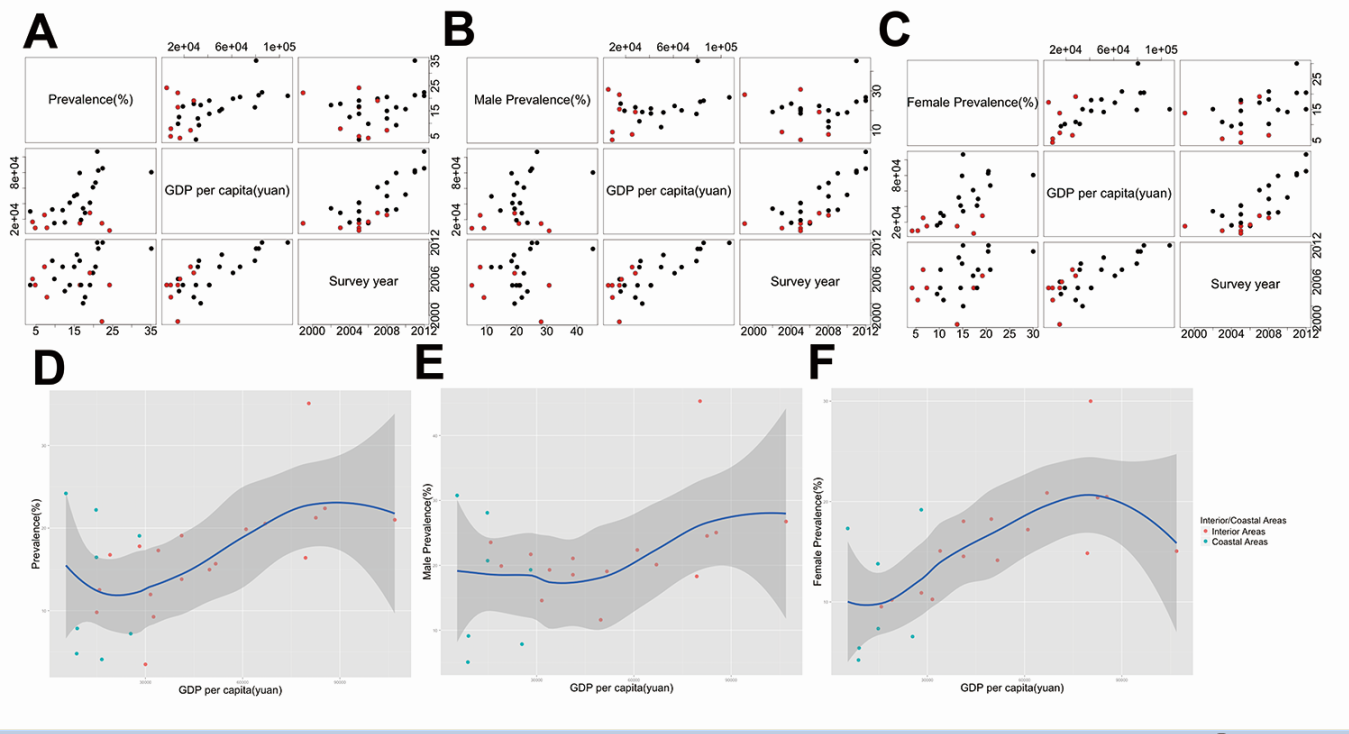 A
B
C
2e+04 6e+04 1e+05
2e+04 6e+04 1e+05
2e+04 6e+04 1e+05
Prevalence(%)
5 15 25 35
Male Prevalence(%)
10 30
Female Prevalence(%)
5 15 25
2e+04 8e+04
GDP per capita(yuan)
2e+04 8e+04
GDP per capita(yuan)
2e+04 8e+04
GDP per capita(yuan)
Survey year
2000 2006 2012
Survey year
2000 2006 2012
Survey year
2000 2006 2012
5 15 25 35
2000 2004 2008 2012
10 20 30 40
2000 2004 2008 2012
5 10 15 20 25 30
2000 2004 2008 2012
D
E
F
Prevalence(%)
GDP per capita(yuan)
Male Prevalence(%)
GDP per capita(yuan)
Female Prevalence(%)
GDP per capita(yuan)
Interior/Coastal Areas
Interior Areas
Coastal Areas